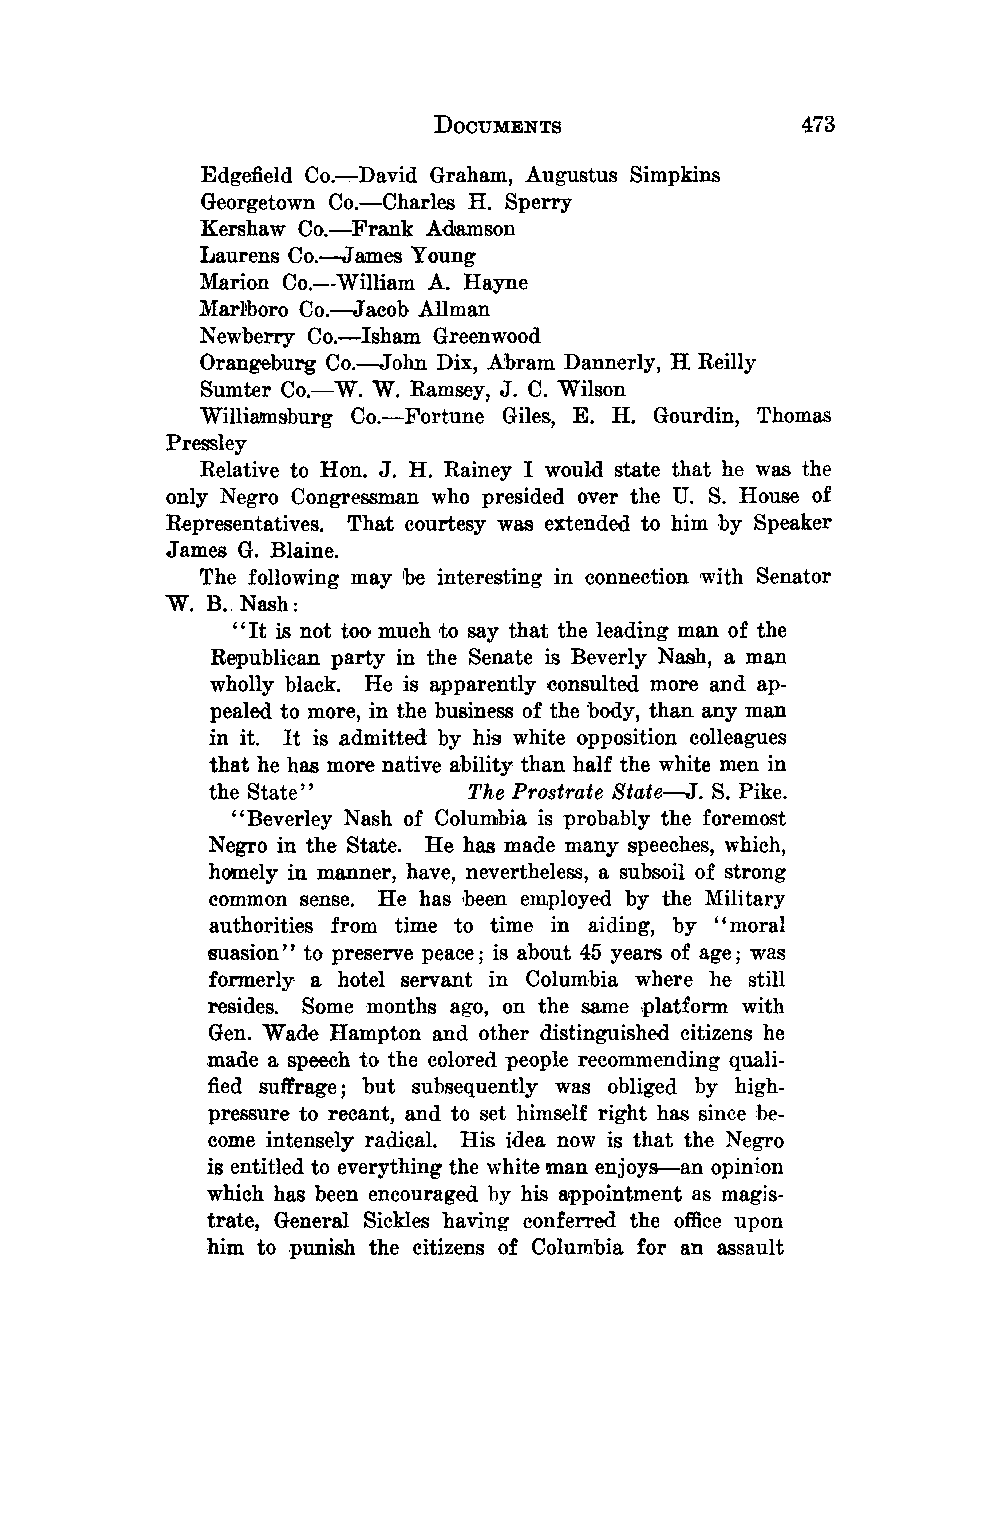 DOCUMENTS 473
Edgefield Co.—David Graham, Augustus Simpkins
Georgetown Co.—Charles H. Sperry
Kershaw Co.—Frank Adamson
Laurens Co.—James Young
Marion Co.—William A. Hayne
Marlboro Co.—Jacob Allman
Newberry Co.—Isham Greenwood
Orangeburg Co.—John Dix, Abram Dannerly, H Reilly
Sumter Co.—W. W. Ramsey, J. C. Wilson
Williamsburg Co.—Fortune Giles, E. H. Gourdin, Thomas
Pressley
Relative to Hon. J. H. Rainey I would state that he was the
only Negro Congressman who presided over the U. S. House of
Representatives. That courtesy was extended to him by Speaker
James G. Blaine.
The following may be interesting in connection with Senator
W. B. Nash:
"It is not too much to say that the leading man of the
Republican party in the Senate is Beverly Nash, a man
wholly black. He is apparently consulted more and ap-
pealed to more, in the business of the body, than any man
in it. It is admitted by his white opposition colleagues
that he has more native ability than half the white men in
the State" The Prostrate State—J. S. Pike.
"Beverley Nash of Columbia is probably the foremost
Negro in the State. He has made many speeches, which,
homely in manner, have, nevertheless, a subsoil of strong
common sense. He has been employed by the Military
authorities from time to time in aiding, by "moral
suasion" to preserve peace; is about 45 years of age; was
formerly a hotel servant in Columbia where he still
resides. Some months ago, on the same platform with
Gen. Wade Hampton and other distinguished citizens he
made a speech to the colored people recommending quali-
fied suffrage; but subsequently was obliged by high-
pressure to recant, and to set himself right has since be-
come intensely radical. His idea now is that the Negro
is entitled to everything the white man enjoys—an opinion
which has been encouraged by his appointment as magis-
trate, General Sickles having conferred the office upon
him to punish the citizens of Columbia for an assault